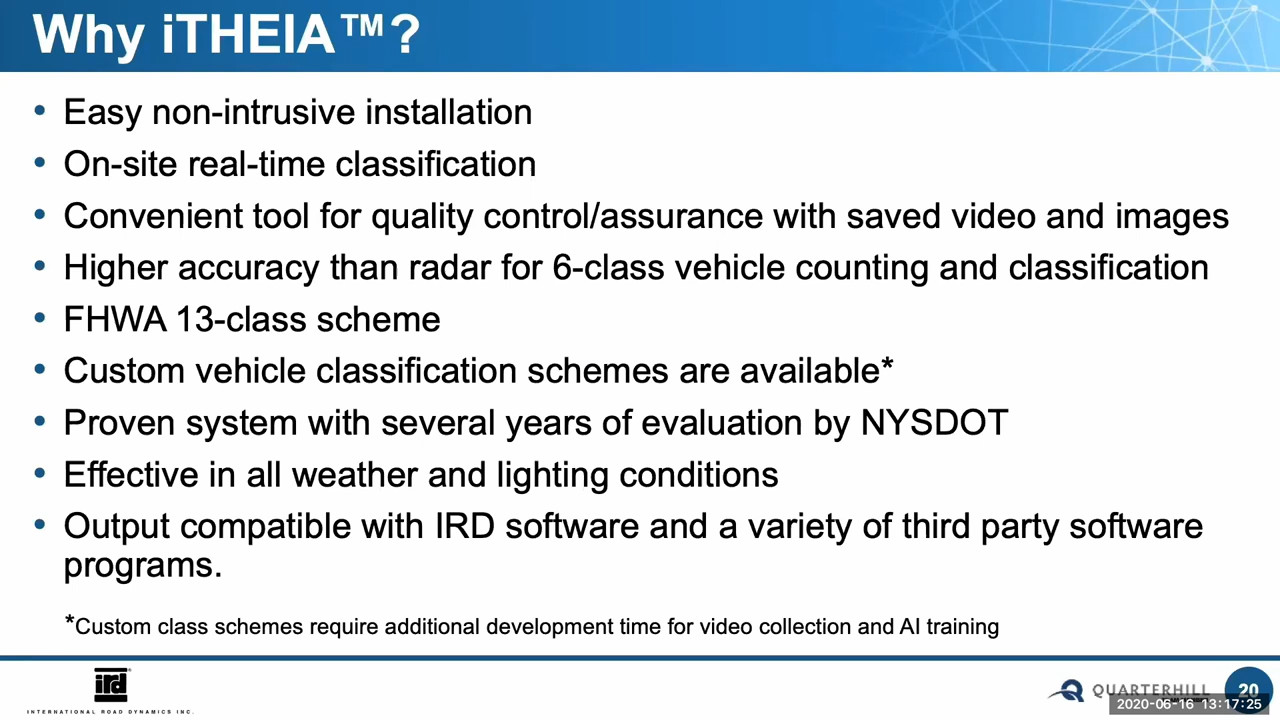 Why iTHEIA™?
• Easy non-intrusive installation
• On-site real-time classification
• Convenient tool for quality control/assurance with saved video and images
• Higher accuracy than radar for 6-class vehicle counting and classification
• FHWA 13-class scheme
• Custom vehicle classification schemes are available*
• Proven system with several years of evaluation by NYSDOT
• Effective in all weather and lighting conditions
• Output compatible with IRD software and a variety of third party software
programs.
*Custom class schemes require additional development time for video collection and AI training
ird
INTERNATIONAL ROAD DYNAMICS INC.
QUARTERHILL
20
2020-06-16 13:17:25